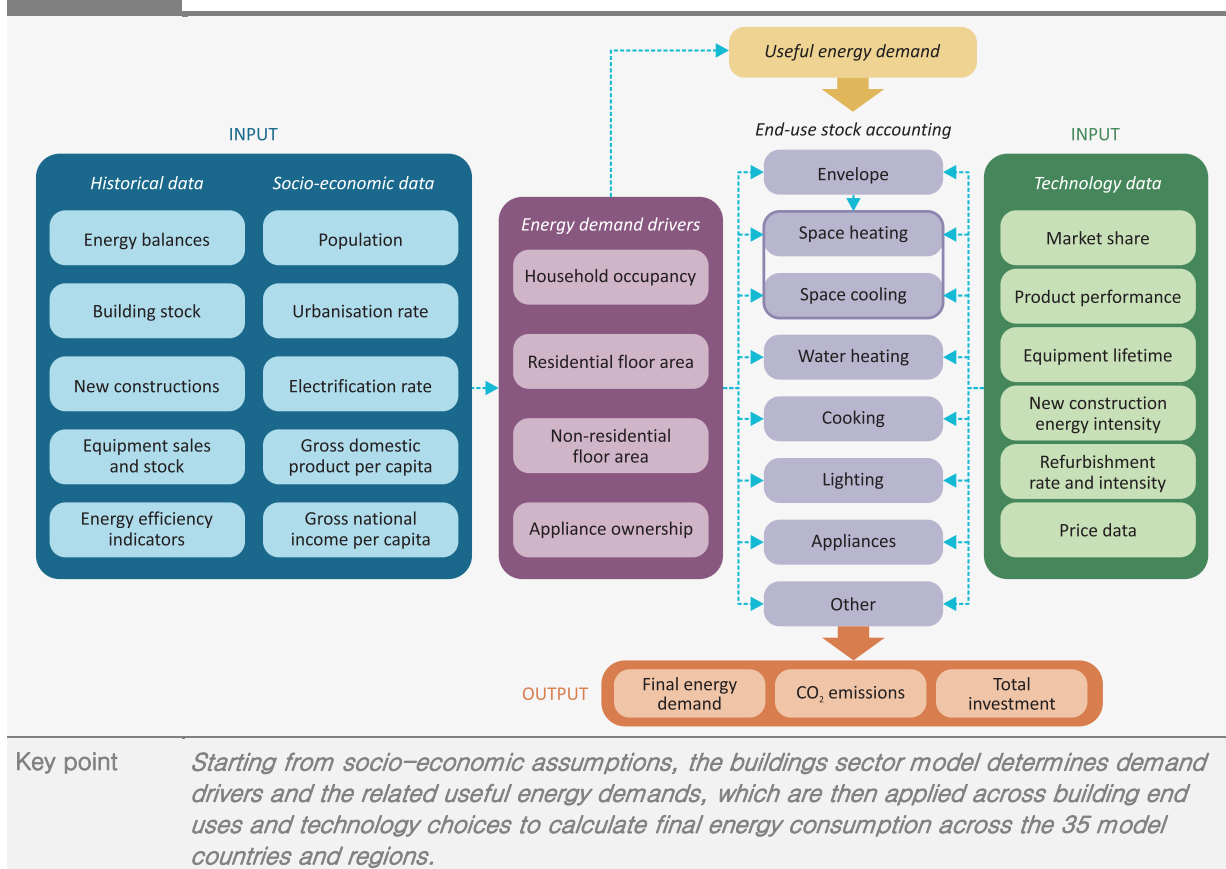 Useful energy demand
INPUT
End-use stock accounting
INPUT
Historical data
Socio-economic data
Energy balances
Population
Building stock
Urbanisation rate
New constructions
Electrification rate
Equipment sales
and stock
Gross domestic
product per capita
Energy efficiency
indicators
Gross national
income per capita
Energy demand drivers
Household occupancy
Residential floor area
Non-residential
floor area
Appliance ownership
Envelope
Space heating
Space cooling
Water heating
Cooking
Lighting
Appliances
Other
Technology data
Market share
Product performance
Equipment lifetime
New construction
energy intensity
Refurbishment
rate and intensity
Price data
OUTPUT
Final energy
demand
CO₂ emissions
Total
investment
Key point
Starting from socio-economic assumptions, the buildings sector model determines demand
drivers and the related useful energy demands, which are then applied across building end
uses and technology choices to calculate final energy consumption across the 35 model
countries and regions.